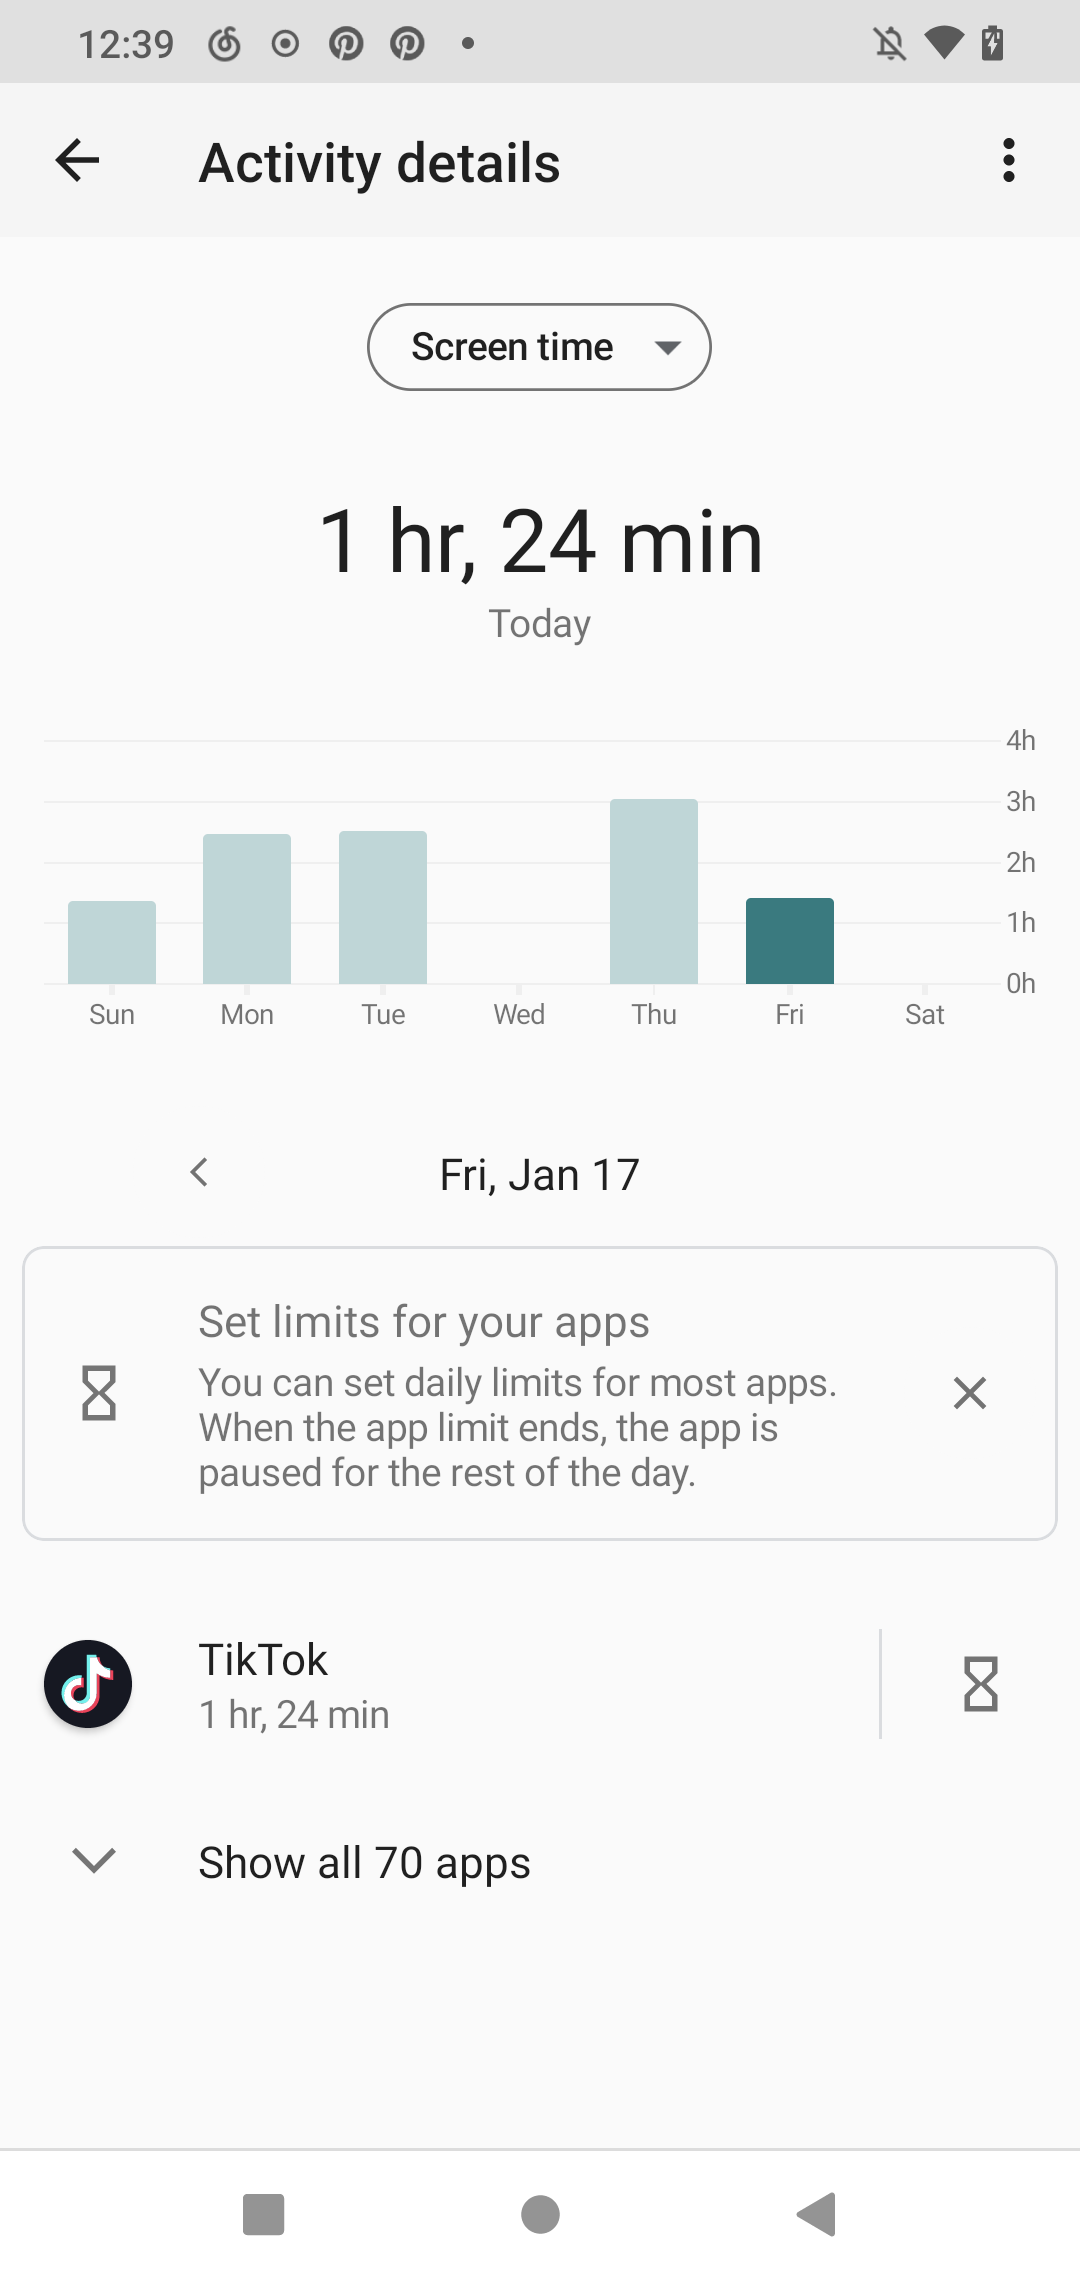 12:39
Activity details
Screen time
1 hr, 24 min
Today
4h
3h
2h
1h
0h
Sun Mon Tue Wed Thu Fri Sat
Fri, Jan 17
Set limits for your apps
You can set daily limits for most apps.
When the app limit ends, the app is
paused for the rest of the day.
TikTok
1 hr, 24 min
Show all 70 apps